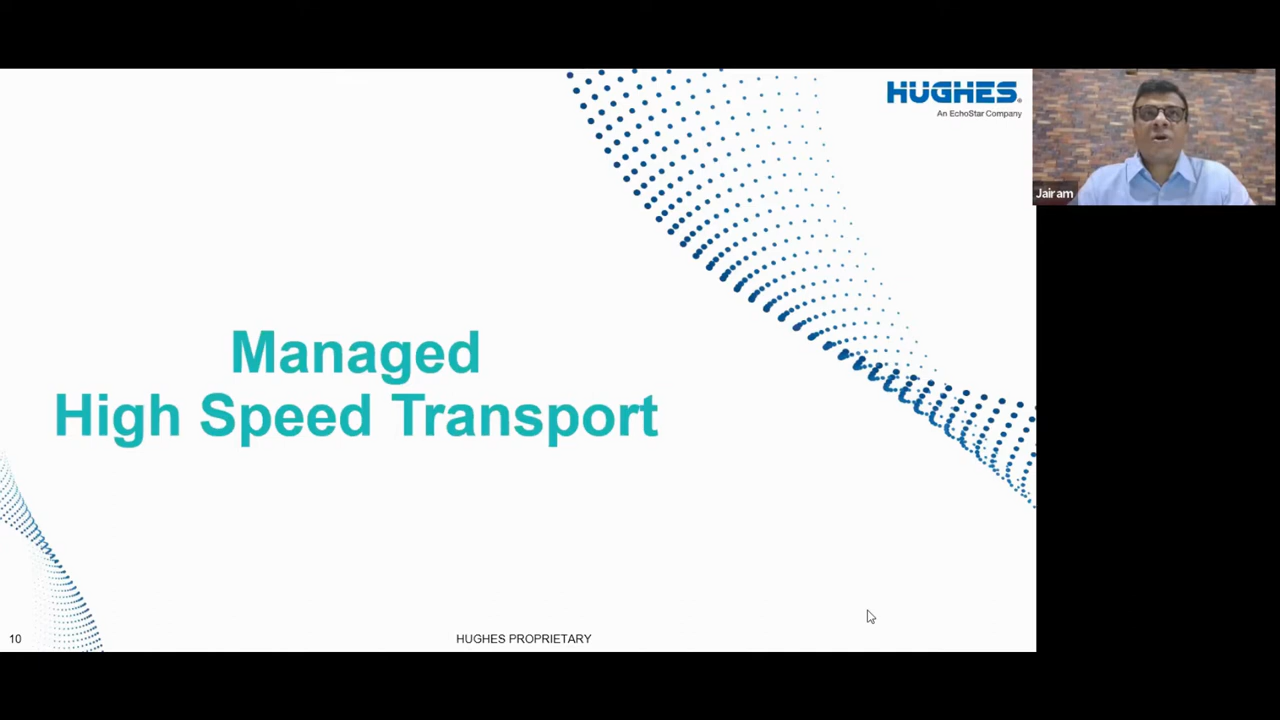 HUGHES®
An EchoStar Company
Jairam
Managed
High Speed Transport
10
HUGHES PROPRIETARY